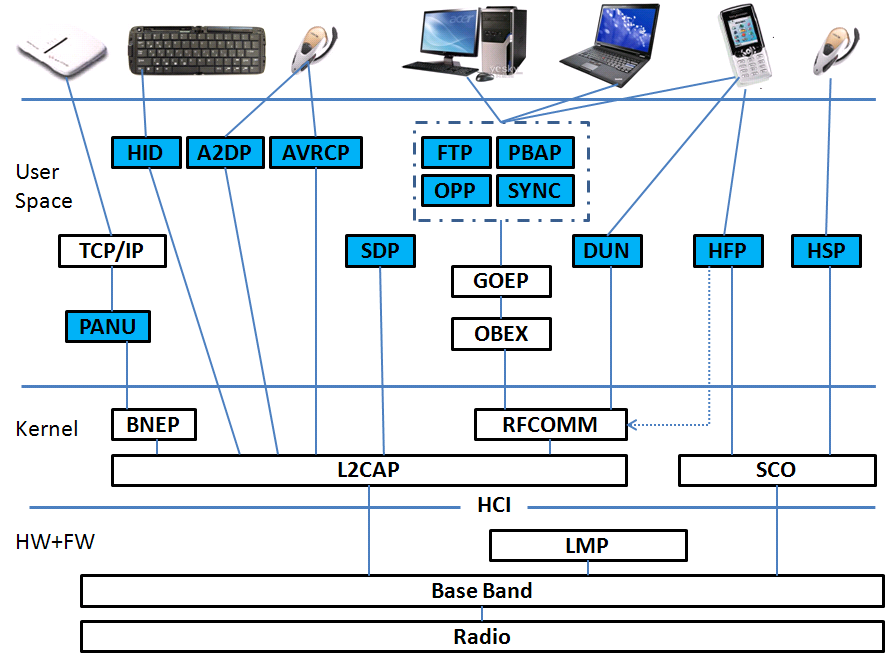 HID
A2DP
AVRCP
FTP
PBAP
OPP
SYNC
User
Space
TCP/IP
SDP
DUN
HFP
HSP
GOEP
PANU
OBEX
Kernel
BNEP
RFCOMM
L2CAP
SCO
HCI
HW+FW
LMP
Base Band
Radio